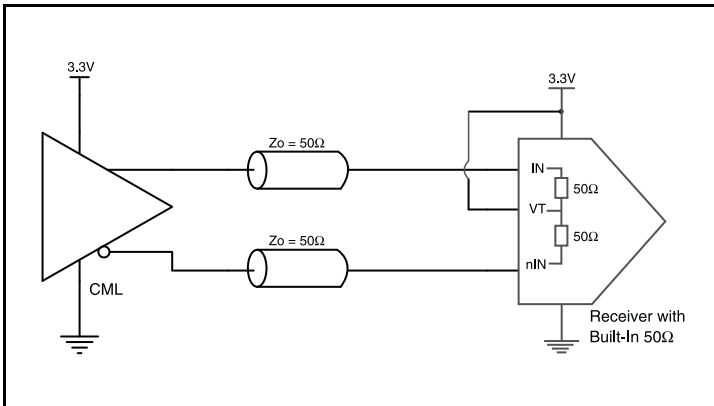 3.3V
3.3V
Zo = 50Ω
IN
50Ω
VT
50Ω
Zo = 50Ω
nIN
CML
Receiver with
Built-In 50Ω